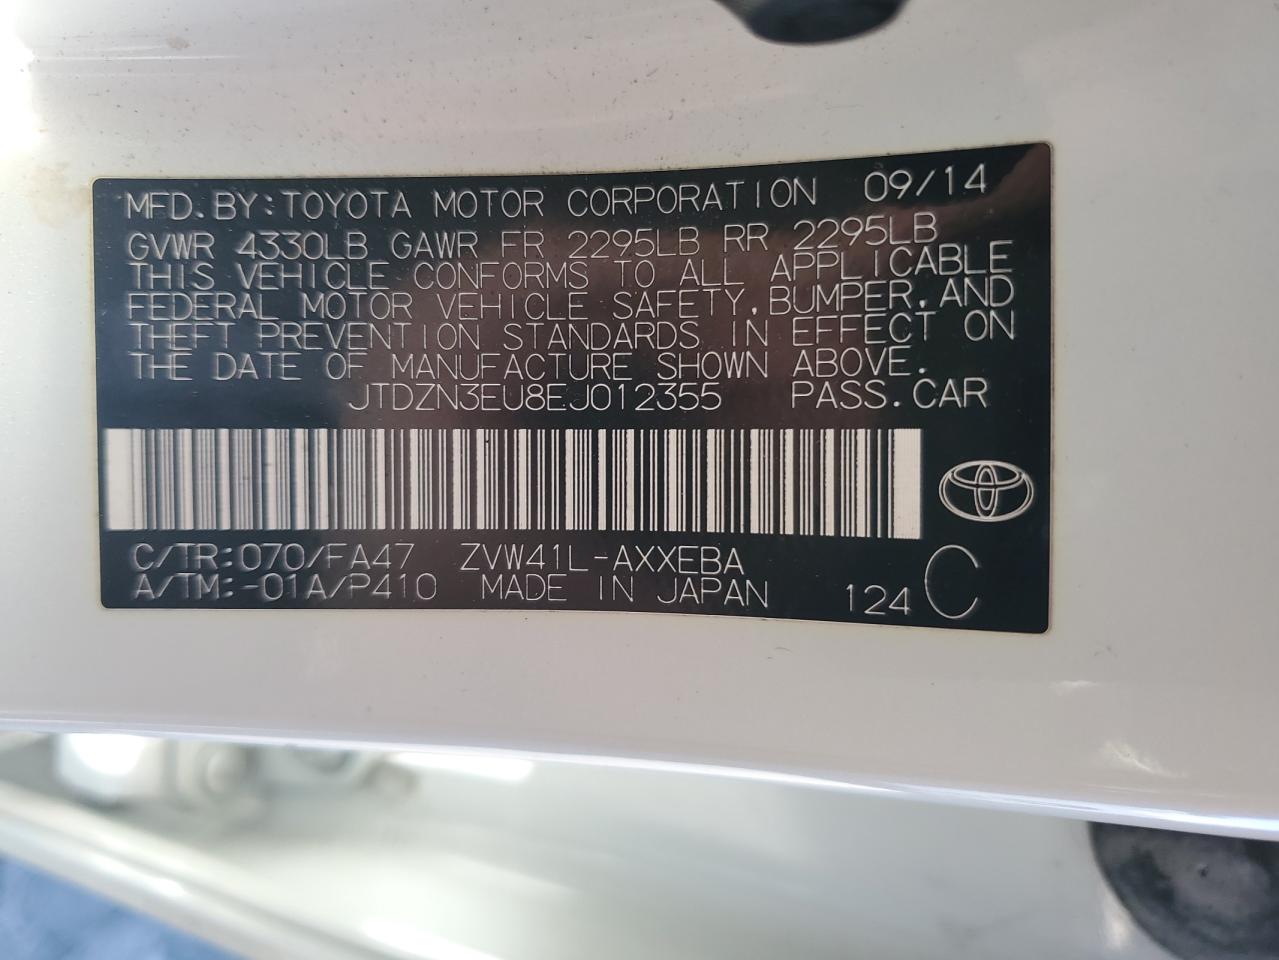 MFD.BY:TOYOTA MOTOR CORPORATION 09/14
GVWR 4330LB GAWR FR 2295LB RR 2295LB
THIS VEHICLE CONFORMS TO ALL APPLICABLE
FEDERAL MOTOR VEHICLE SAFETY,BUMPER,AND
THEFT PREVENTION STANDARDS IN EFFECT ON
THE DATE OF MANUFACTURE SHOWN ABOVE.
JTDZN3EU8EJ012355 PASS.CAR
C/TR:070/FA47 ZVW41L-AXXEBA
A/TM:-01A/P410 MADE IN JAPAN 124 C